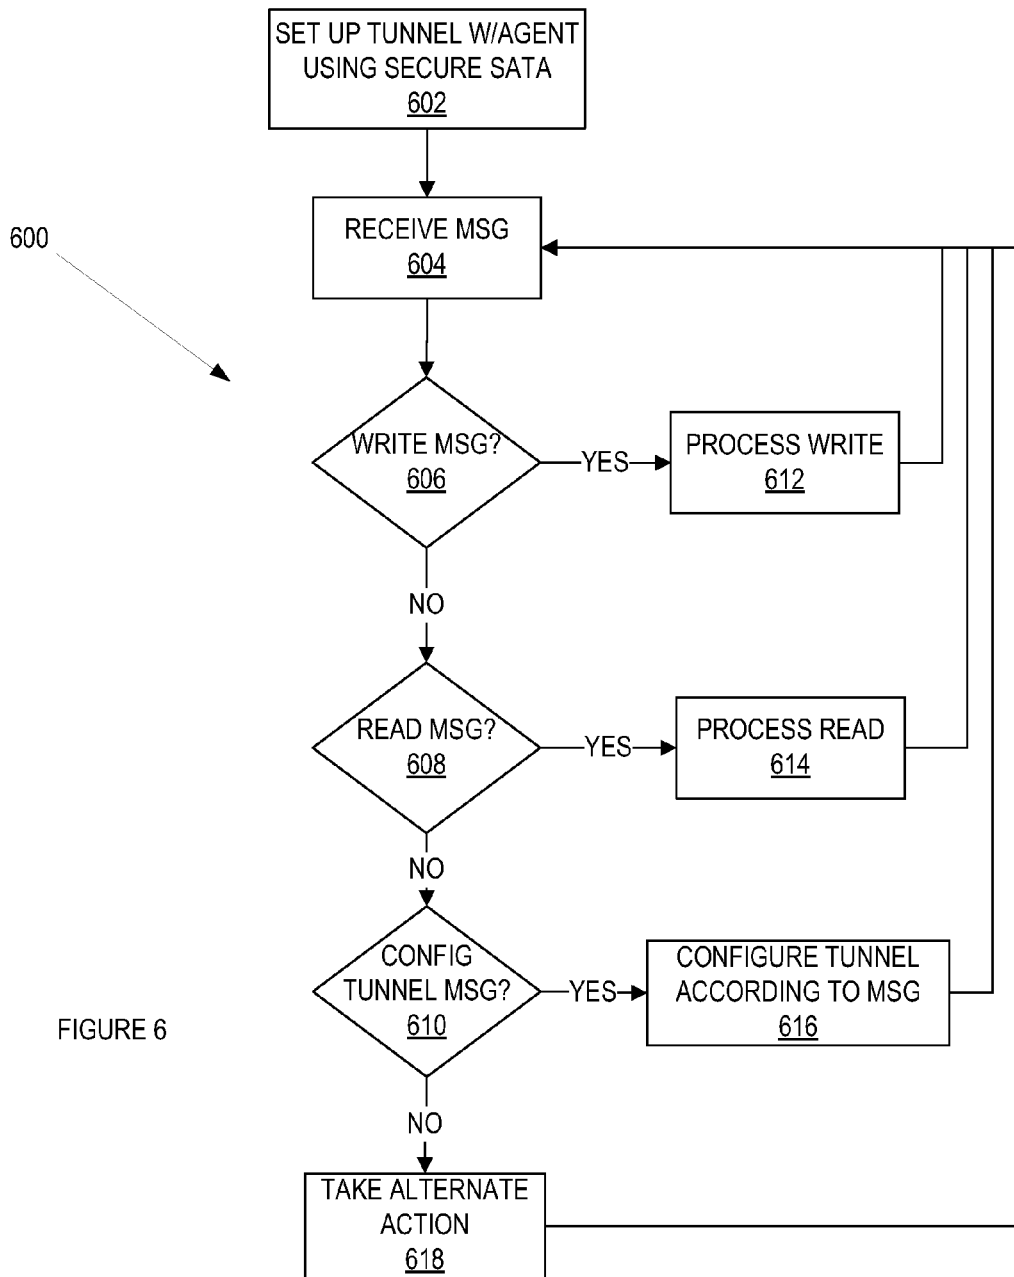 SET UP TUNNEL W/AGENT
USING SECURE SATA
602
RECEIVE MSG
604
600
WRITE MSG?
606
YES
PROCESS WRITE
612
NO
READ MSG?
608
YES
PROCESS READ
614
NO
CONFIG
TUNNEL MSG?
610
YES
CONFIGURE TUNNEL
ACCORDING TO MSG
616
FIGURE 6
NO
TAKE ALTERNATE
ACTION
618